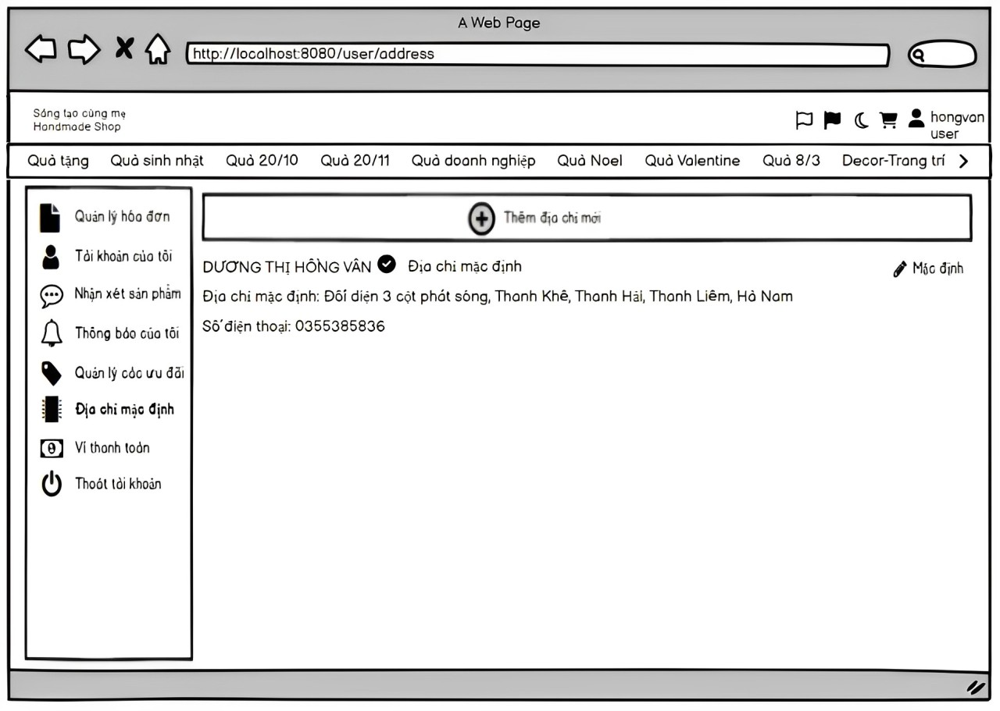 A Web Page
http://localhost:8080/user/address
Sáng tạo cùng mẹ
Handmade Shop
hongvan
user
Quà tặng Quà sinh nhật Quà 20/10 Quà 20/11 Quà doanh nghiệp Quà Noel Quà Valentine Quà 8/3 Decor-Trang trí
Quản lý hóa đơn
Tài khoản của tôi
Nhận xét sản phẩm
Thông báo của tôi
Quản lý các ưu đãi
Địa chỉ mặc định
Ví thanh toán
Thoát tài khoản
Thêm địa chỉ mới
DƯƠNG THỊ HỒNG VÂN Địa chỉ mặc định
Mặc định
Địa chỉ mặc định: Đối diện 3 cột phát sóng, Thanh Khê, Thanh Hải, Thanh Liêm, Hà Nam
Số điện thoại: 0355385836